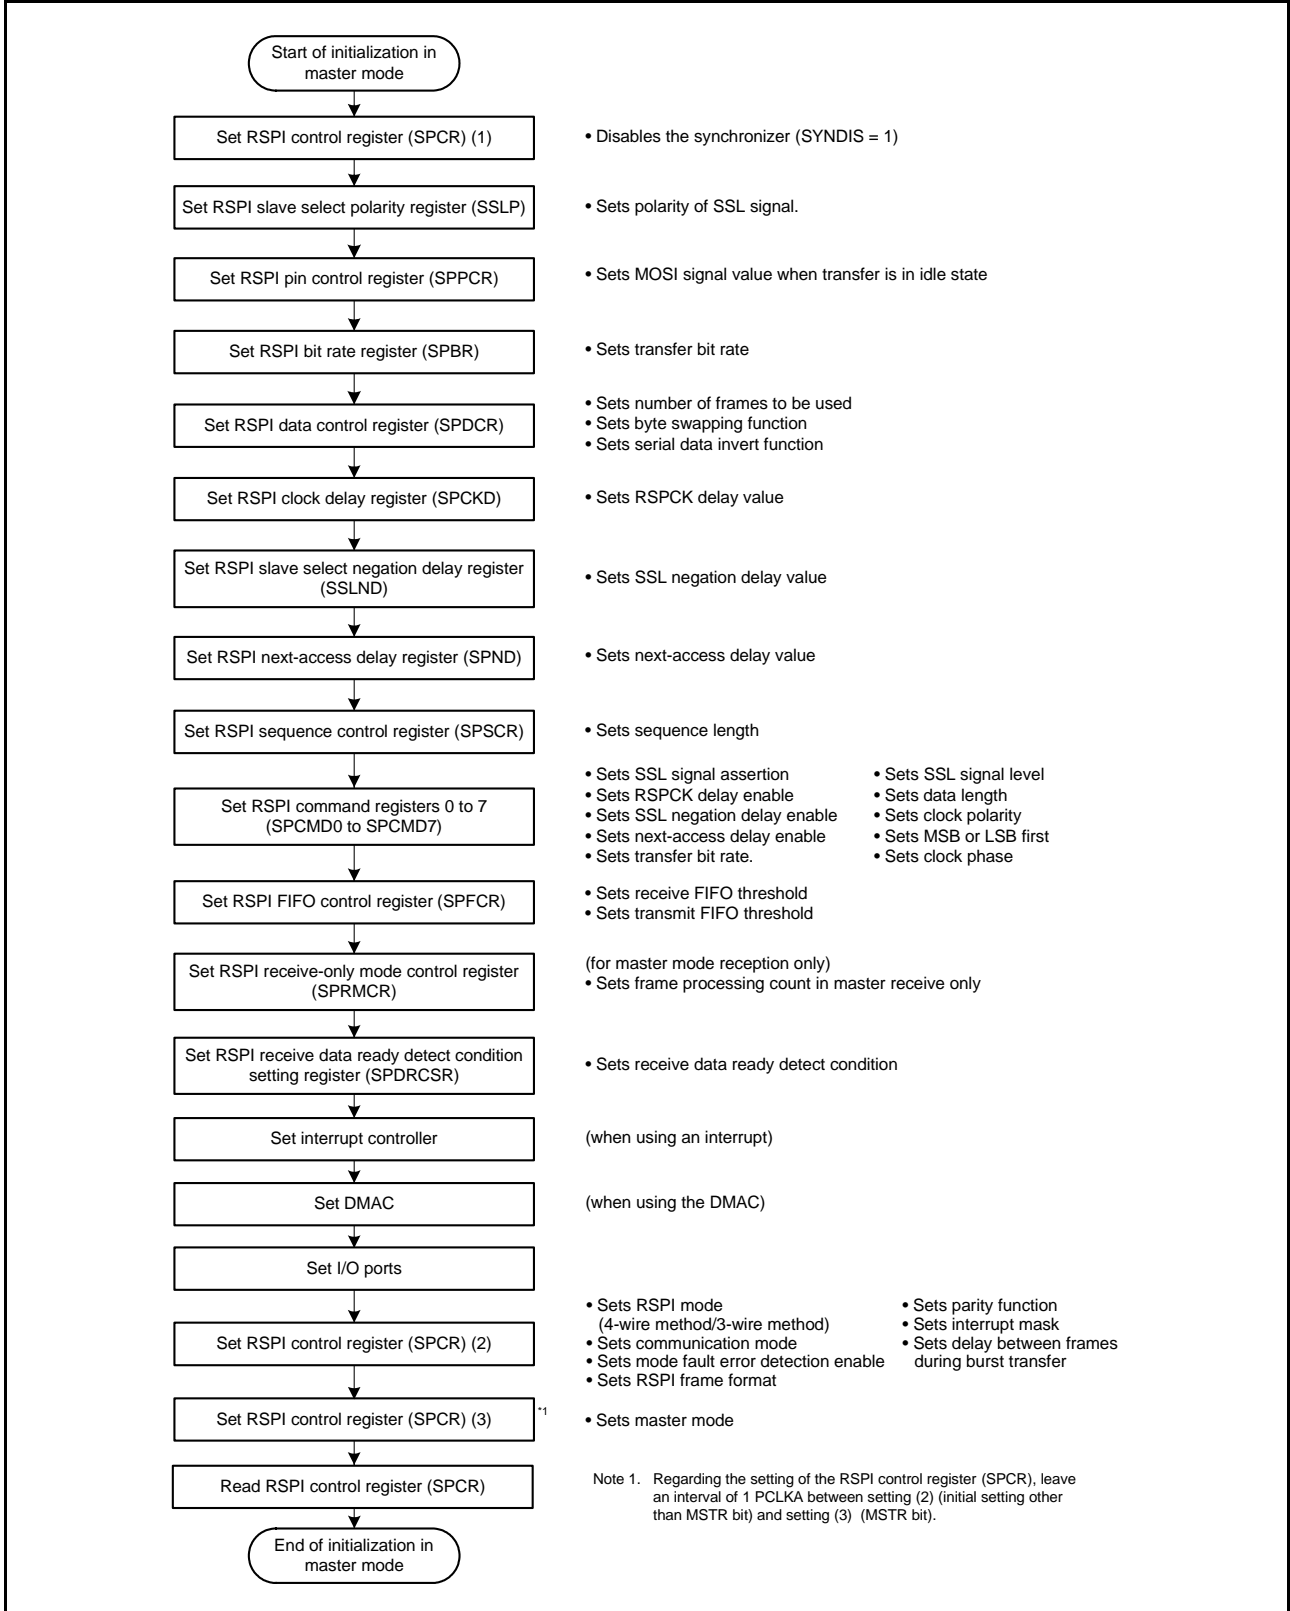 Start of initialization in
master mode
Set RSPI control register (SPCR) (1)
• Disables the synchronizer (SYNDIS = 1)
Set RSPI slave select polarity register (SSLP)
• Sets polarity of SSL signal.
Set RSPI pin control register (SPPCR)
• Sets MOSI signal value when transfer is in idle state
Set RSPI bit rate register (SPBR)
• Sets transfer bit rate
Set RSPI data control register (SPDCR)
• Sets number of frames to be used
• Sets byte swapping function
• Sets serial data invert function
Set RSPI clock delay register (SPCKD)
• Sets RSPCK delay value
Set RSPI slave select negation delay register
(SSLND)
• Sets SSL negation delay value
Set RSPI next-access delay register (SPND)
• Sets next-access delay value
Set RSPI sequence control register (SPSCR)
• Sets sequence length
Set RSPI command registers 0 to 7
(SPCMD0 to SPCMD7)
• Sets SSL signal assertion
• Sets RSPCK delay enable
• Sets SSL negation delay enable
• Sets next-access delay enable
• Sets transfer bit rate.
• Sets SSL signal level
• Sets data length
• Sets clock polarity
• Sets MSB or LSB first
• Sets clock phase
Set RSPI FIFO control register (SPFCR)
• Sets receive FIFO threshold
• Sets transmit FIFO threshold
Set RSPI receive-only mode control register
(SPRMCR)
(for master mode reception only)
• Sets frame processing count in master receive only
Set RSPI receive data ready detect condition
setting register (SPDRCSR)
• Sets receive data ready detect condition
Set interrupt controller
(when using an interrupt)
Set DMAC
(when using the DMAC)
Set I/O ports
Set RSPI control register (SPCR) (2)
• Sets RSPI mode
(4-wire method/3-wire method)
• Sets communication mode
• Sets mode fault error detection enable
• Sets RSPI frame format
• Sets parity function
• Sets interrupt mask
• Sets delay between frames
during burst transfer
Set RSPI control register (SPCR) (3)
*1
• Sets master mode
Read RSPI control register (SPCR)
Note 1. Regarding the setting of the RSPI control register (SPCR), leave
an interval of 1 PCLKA between setting (2) (initial setting other
than MSTR bit) and setting (3) (MSTR bit).
End of initialization in
master mode